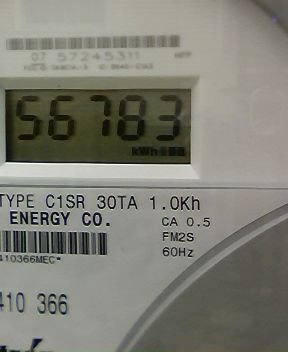 07 57245311
56783
kWh
TYPE C1SR 30TA 1.0Kh
ENERGY CO.
CA 0.5
FM2S
60Hz
410366MEC*
410 366